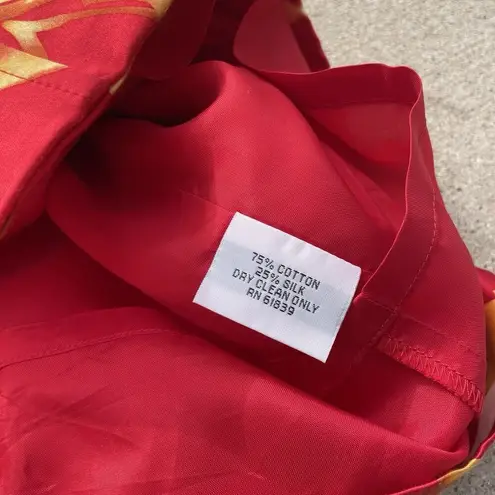 75% COTTON
25% SILK
DRY CLEAN ONLY
RN 61839